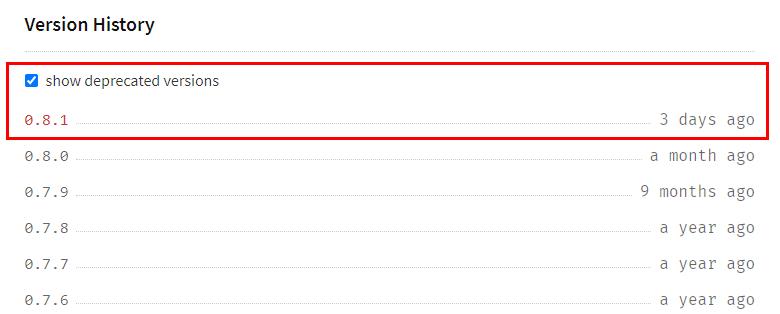 Version History
show deprecated versions
0.8.1 3 days ago
0.8.0 a month ago
0.7.9 9 months ago
0.7.8 a year ago
0.7.7 a year ago
0.7.6 a year ago